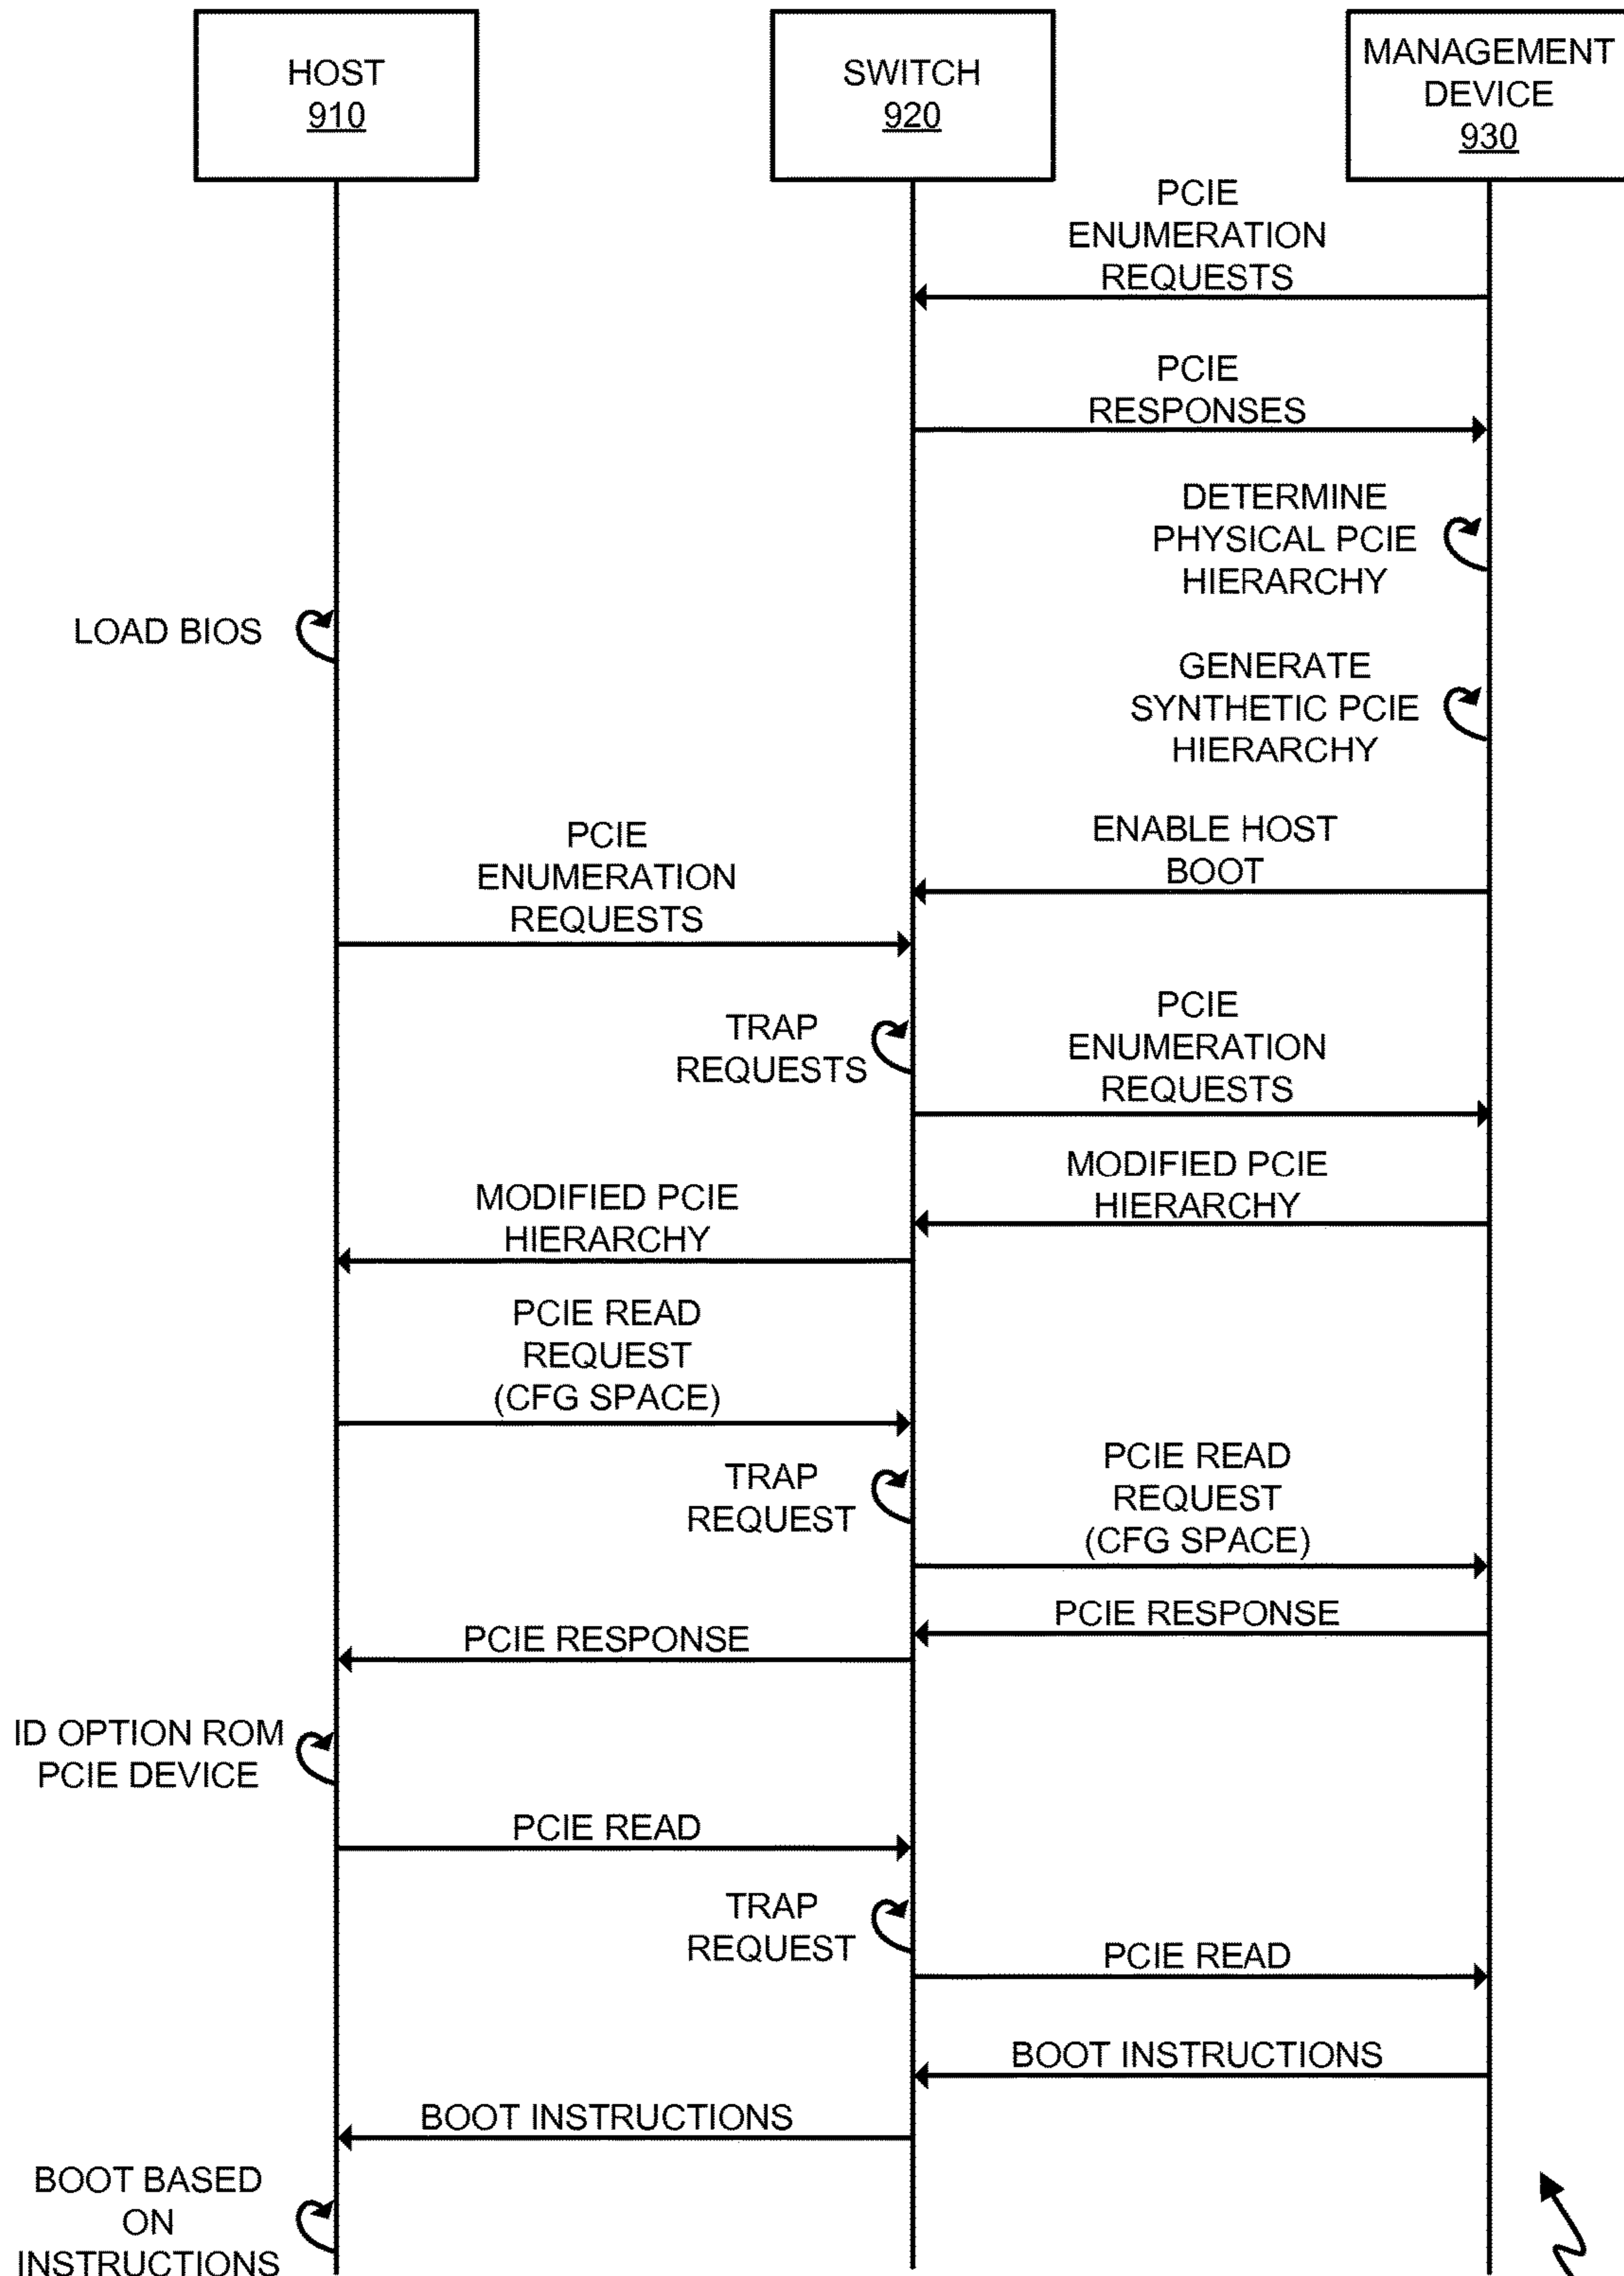 HOST
910
SWITCH
920
MANAGEMENT
DEVICE
930
PCIE
ENUMERATION
REQUESTS
PCIE
RESPONSES
DETERMINE
PHYSICAL PCIE
HIERARCHY
LOAD BIOS
GENERATE
SYNTHETIC PCIE
HIERARCHY
ENABLE HOST
BOOT
PCIE
ENUMERATION
REQUESTS
TRAP
REQUESTS
PCIE
ENUMERATION
REQUESTS
MODIFIED PCIE
HIERARCHY
MODIFIED PCIE
HIERARCHY
PCIE READ
REQUEST
(CFG SPACE)
TRAP
REQUEST
PCIE READ
REQUEST
(CFG SPACE)
PCIE RESPONSE
PCIE RESPONSE
ID OPTION ROM
PCIE DEVICE
PCIE READ
TRAP
REQUEST
PCIE READ
BOOT INSTRUCTIONS
BOOT INSTRUCTIONS
BOOT BASED
ON
INSTRUCTIONS